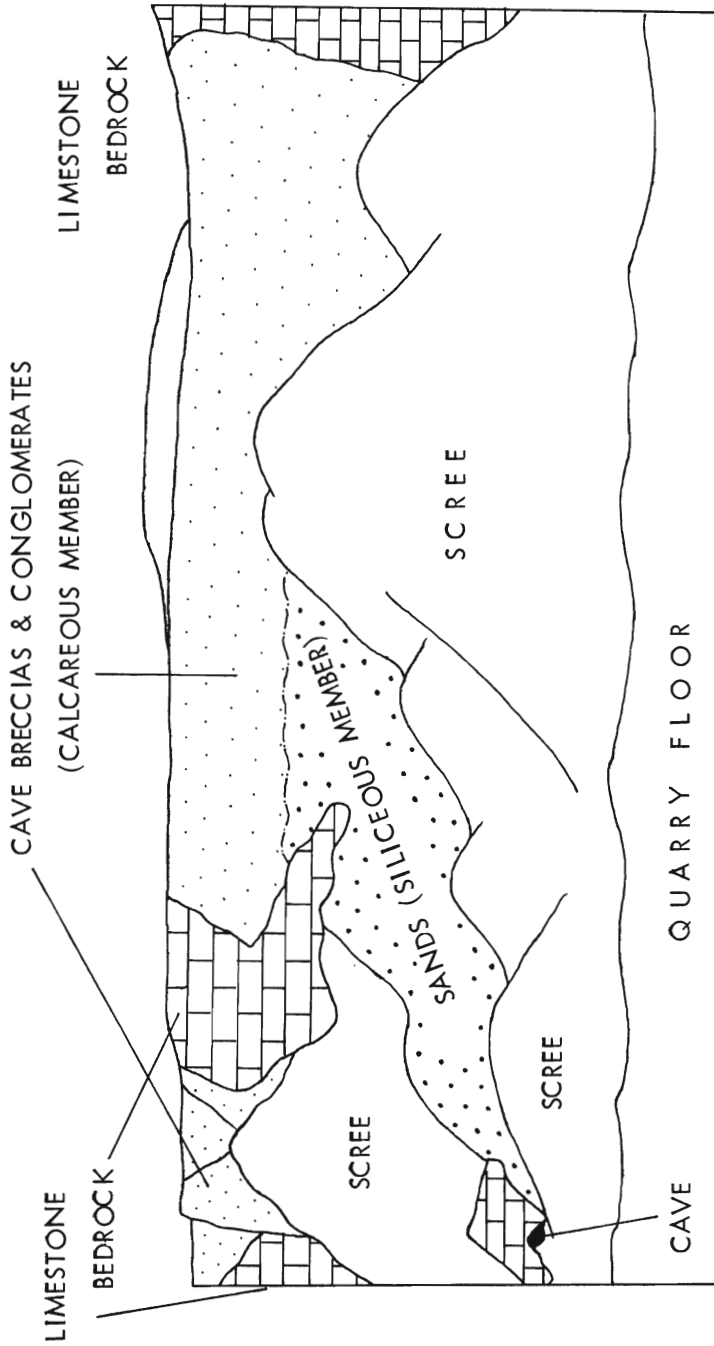 CAVE BRECCIAS & CONGLOMERATES
(CALCAREOUS MEMBER)
LIMESTONE
BEDROCK
LIMESTONE
BEDROCK
SANDS (SILICEOUS MEMBER)
SCREE
SCREE
SCREE
CAVE
QUARRY FLOOR